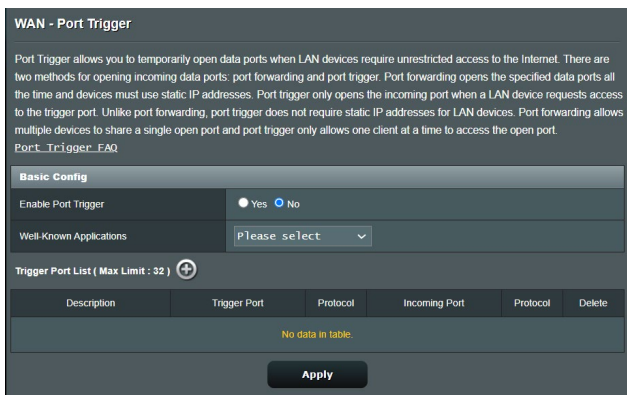 WAN - Port Trigger
Port Trigger allows you to temporarily open data ports when LAN devices require unrestricted access to the Internet. There are
two methods for opening incoming data ports: port forwarding and port trigger. Port forwarding opens the specified data ports all
the time and devices must use static IP addresses. Port trigger only opens the incoming port when a LAN device requests access
to the trigger port. Unlike port forwarding, port trigger does not require static IP addresses for LAN devices. Port forwarding allows
multiple devices to share a single open port and port trigger only allows one client at a time to access the open port.
Port Trigger FAQ
Basic Config
Enable Port Trigger Yes No
Well-Known Applications Please select
Trigger Port List ( Max Limit : 32 )
Description Trigger Port Protocol Incoming Port Protocol Delete
No data in table.
Apply